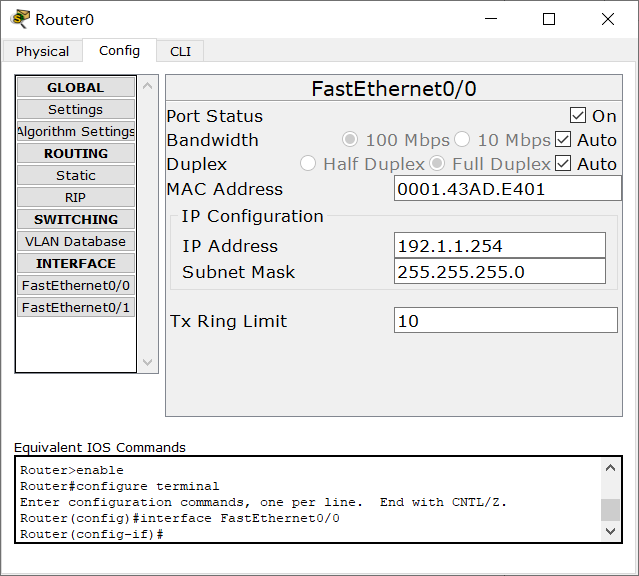 Router0
Physical Config CLI
GLOBAL
Settings
Algorithm Settings
ROUTING
Static
RIP
SWITCHING
VLAN Database
INTERFACE
FastEthernet0/0
FastEthernet0/1
FastEthernet0/0
Port Status On
Bandwidth 100 Mbps 10 Mbps Auto
Duplex Half Duplex Full Duplex Auto
MAC Address 0001.43AD.E401
IP Configuration
IP Address 192.1.1.254
Subnet Mask 255.255.255.0
Tx Ring Limit 10
Equivalent IOS Commands
Router>enable
Router#configure terminal
Enter configuration commands, one per line.  End with CNTL/Z.
Router(config)#interface FastEthernet0/0
Router(config-if)#